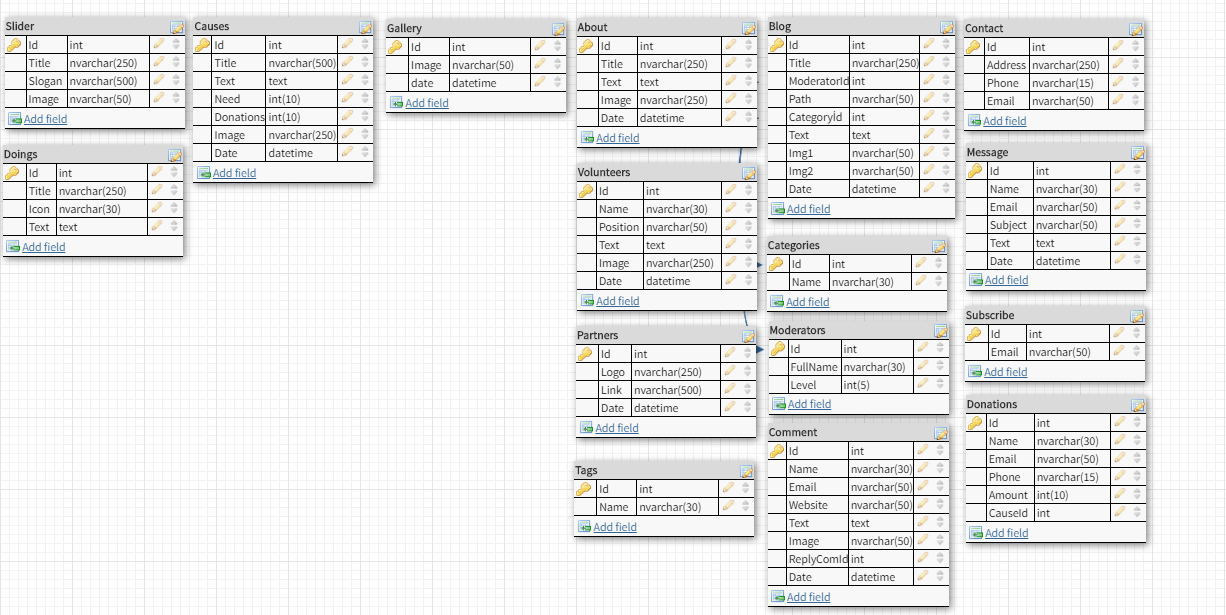 Slider
Id int
Title nvarchar(250)
Slogan nvarchar(500)
Image nvarchar(50)
Add field
Doings
Id int
Title nvarchar(250)
Icon nvarchar(30)
Text text
Add field
Causes
Id int
Title nvarchar(500)
Text text
Need int(10)
Donations int(10)
Image nvarchar(250)
Date datetime
Add field
Gallery
Id int
Image nvarchar(50)
date datetime
Add field
About
Id int
Title nvarchar(250)
Text text
Image nvarchar(250)
Date datetime
Add field
Volunteers
Id int
Name nvarchar(30)
Position nvarchar(50)
Text text
Image nvarchar(250)
Date datetime
Add field
Partners
Id int
Logo nvarchar(250)
Link nvarchar(500)
Date datetime
Add field
Tags
Id int
Name nvarchar(30)
Add field
Blog
Id int
Title nvarchar(250)
ModeratorId int
Path nvarchar(50)
CategoryId int
Text text
Img1 nvarchar(50)
Img2 nvarchar(50)
Date datetime
Add field
Categories
Id int
Name nvarchar(30)
Add field
Moderators
Id int
FullName nvarchar(30)
Level int(5)
Add field
Comment
Id int
Name nvarchar(30)
Email nvarchar(50)
Website nvarchar(50)
Text text
Image nvarchar(50)
ReplyComId int
Date datetime
Add field
Contact
Id int
Address nvarchar(250)
Phone nvarchar(15)
Email nvarchar(50)
Add field
Message
Id int
Name nvarchar(30)
Email nvarchar(50)
Subject nvarchar(50)
Text text
Date datetime
Add field
Subscribe
Id int
Email nvarchar(50)
Add field
Donations
Id int
Name nvarchar(30)
Email nvarchar(50)
Phone nvarchar(15)
Amount int(10)
CauseId int
Add field